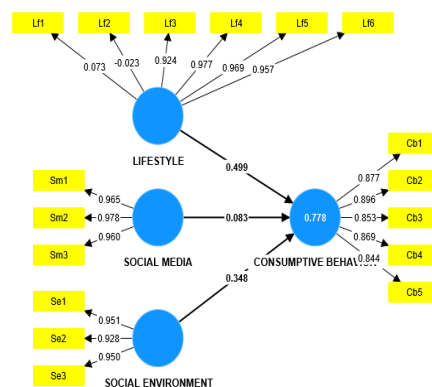 Lf1 Lf2 Lf3 Lf4 Lf5 Lf6
0.073 -0.023 0.924 0.977 0.969 0.957
LIFESTYLE
0.499
Sm1
Sm2
Sm3
0.965
0.978
0.960
SOCIAL MEDIA
0.083
0.778
CONSUMPTIVE BEHAVIOR
0.877
0.896
0.853
0.869
0.844
Cb1
Cb2
Cb3
Cb4
Cb5
0.348
Se1
Se2
Se3
0.951
0.928
0.950
SOCIAL ENVIRONMENT